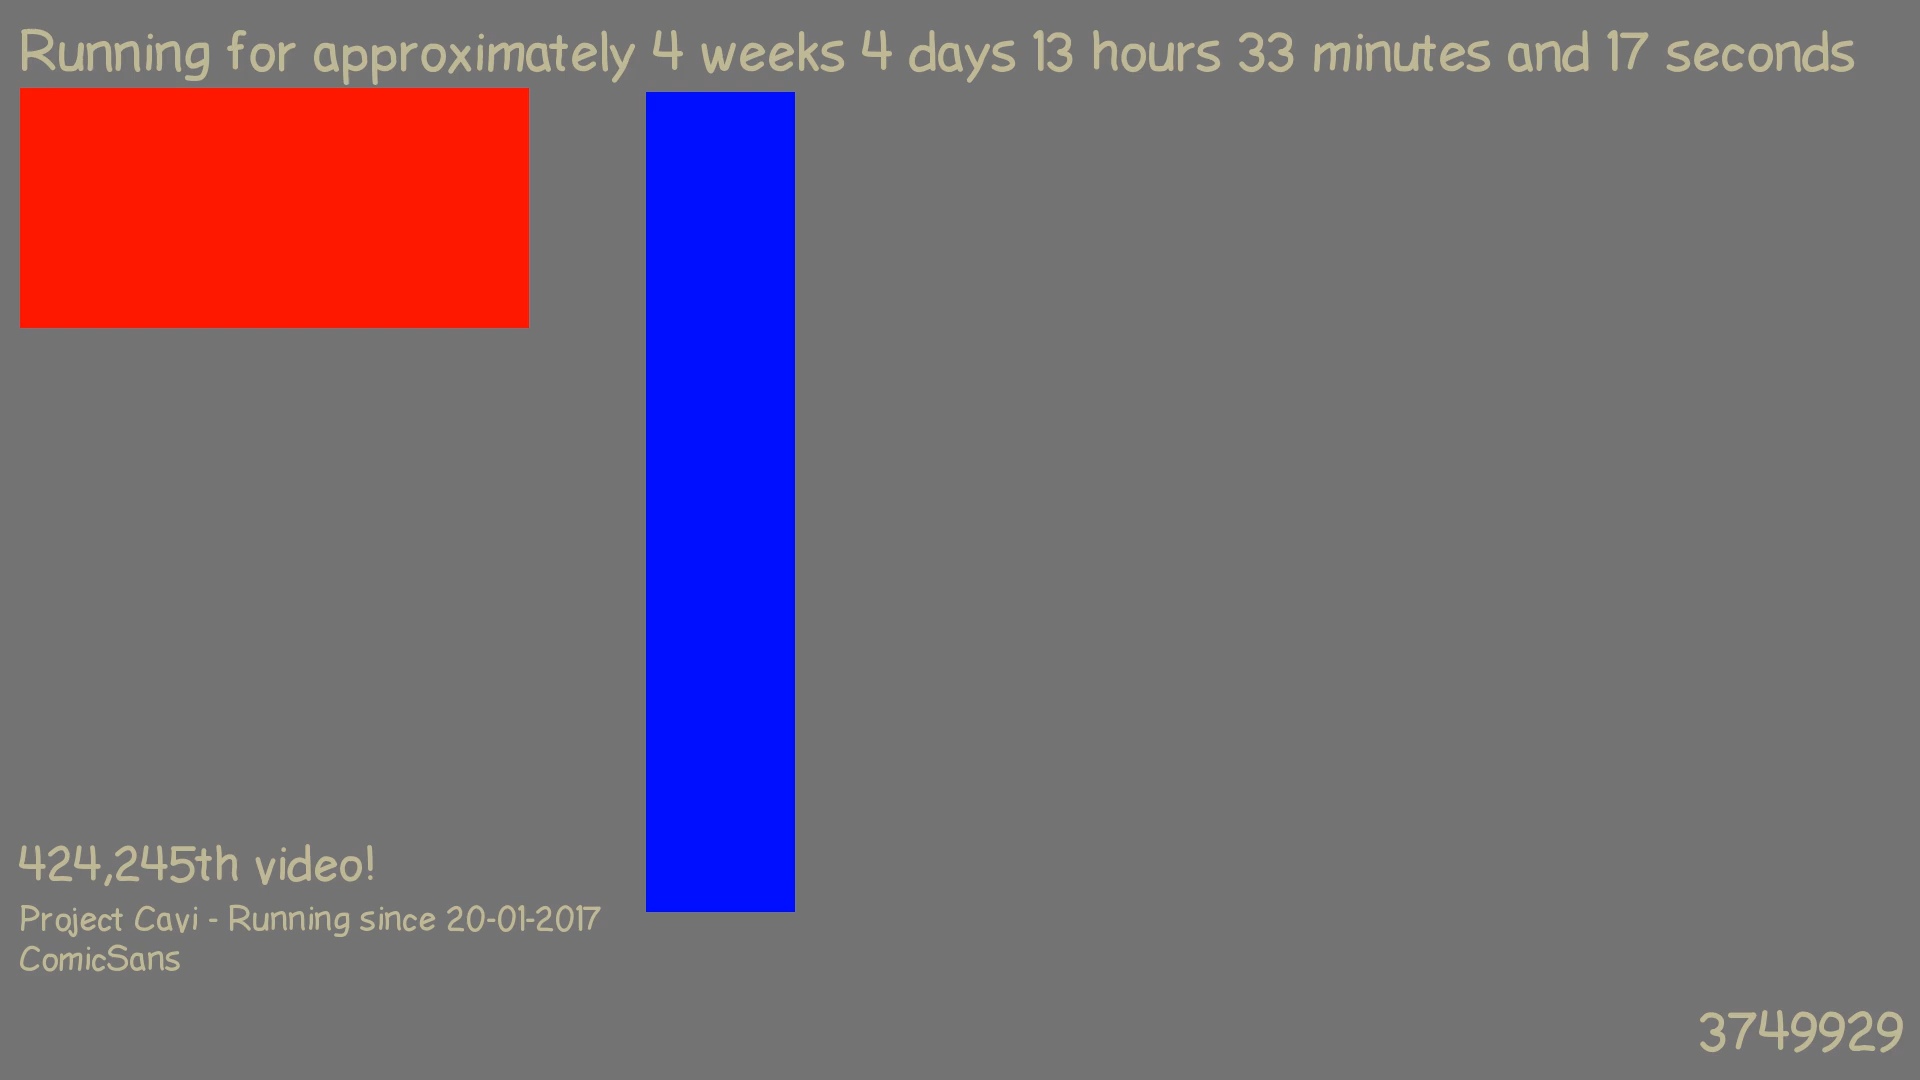 Running for approximately 4 weeks 4 days 13 hours 33 minutes and 17 seconds
424,245th video!
Project Cavi - Running since 20-01-2017
ComicSans
3749929